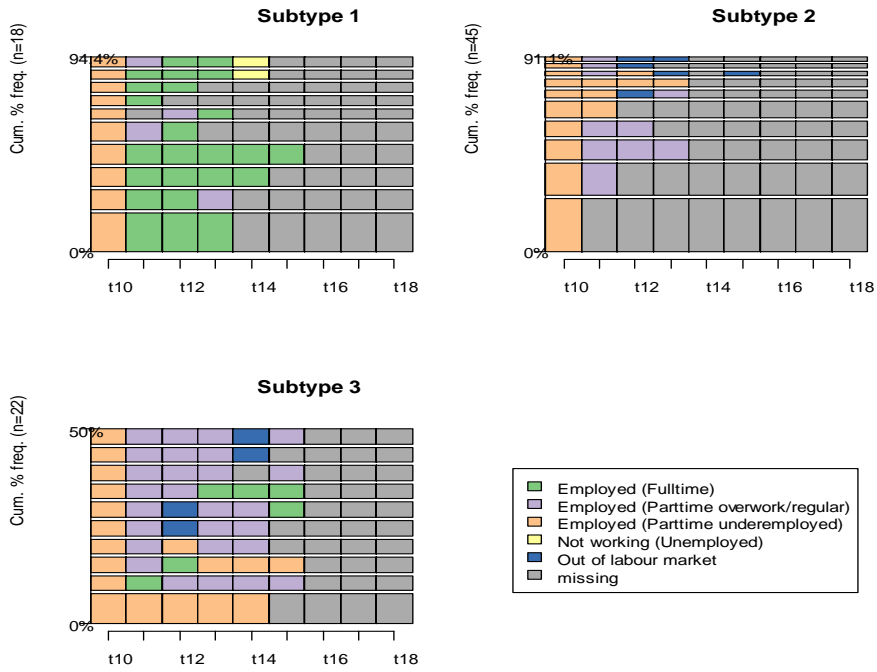 Subtype 1
Cum. % freq. (n=18)
94.4%
0%
t10 t12 t14 t16 t18
Subtype 2
Cum. % freq. (n=45)
91.1%
0%
t10 t12 t14 t16 t18
Subtype 3
Cum. % freq. (n=22)
50%
0%
t10 t12 t14 t16 t18
Employed (Fulltime)
Employed (Parttime overwork/regular)
Employed (Parttime underemployed)
Not working (Unemployed)
Out of labour market
missing